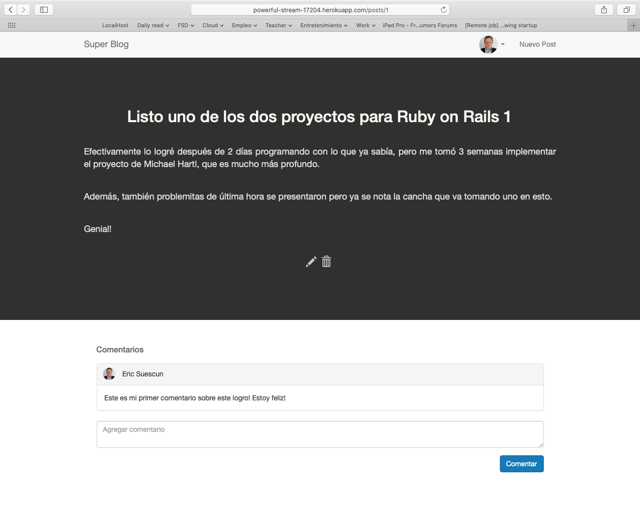 powerful-stream-17204.herokuapp.com/posts/1
LocalHost Daily read FSD Cloud Empleo Teacher Entretenimiento Work iPad Pro - Fr...umors Forums [Remote job] ...wing startup
Super Blog Nuevo Post
Listo uno de los dos proyectos para Ruby on Rails 1
Efectivamente lo logré después de 2 días programando con lo que ya sabía, pero me tomó 3 semanas implementar
el proyecto de Michael Hartl, que es mucho más profundo.
Además, también problemitas de última hora se presentaron pero ya se nota la cancha que va tomando uno en esto.
Genial!
Comentarios
Eric Suescun
Este es mi primer comentario sobre este logro! Estoy feliz!
Agregar comentario
Comentar